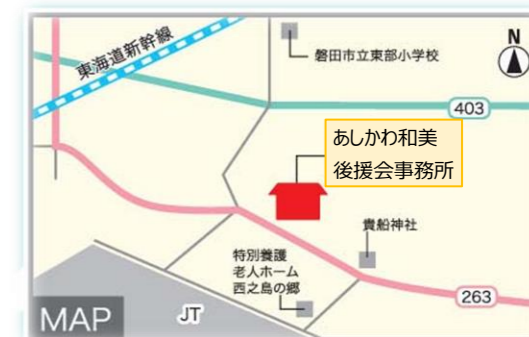 東海道新幹線
磐田市立東部小学校
N
403
あしかわ和美
後援会事務所
貴船神社
特別養護
老人ホーム
西之島の郷
263
MAP
JT